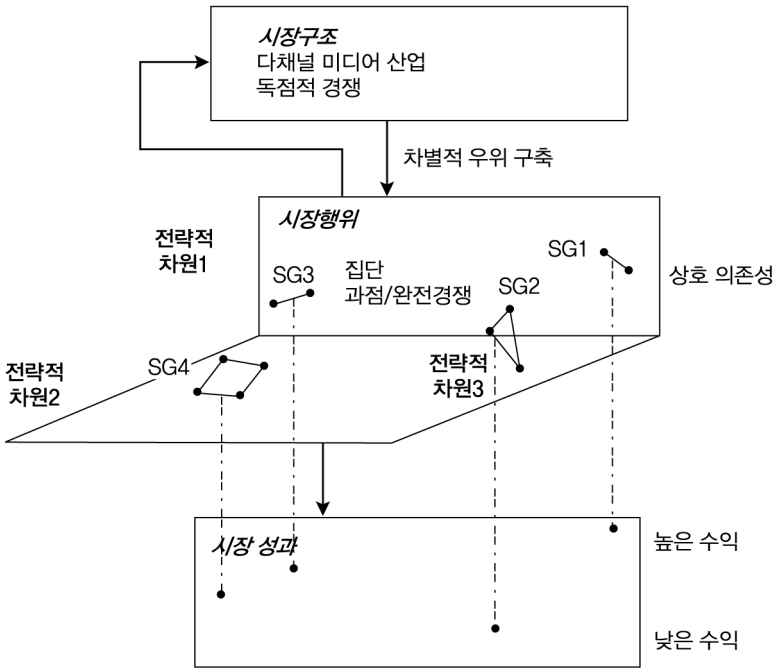 시장구조
다채널 미디어 산업
독점적 경쟁
차별적 우위 구축
시장행위
전략적
차원1
SG3
집단
과점/완전경쟁
SG1
SG2
상호 의존성
전략적
차원2
SG4
전략적
차원3
시장 성과
높은 수익
낮은 수익